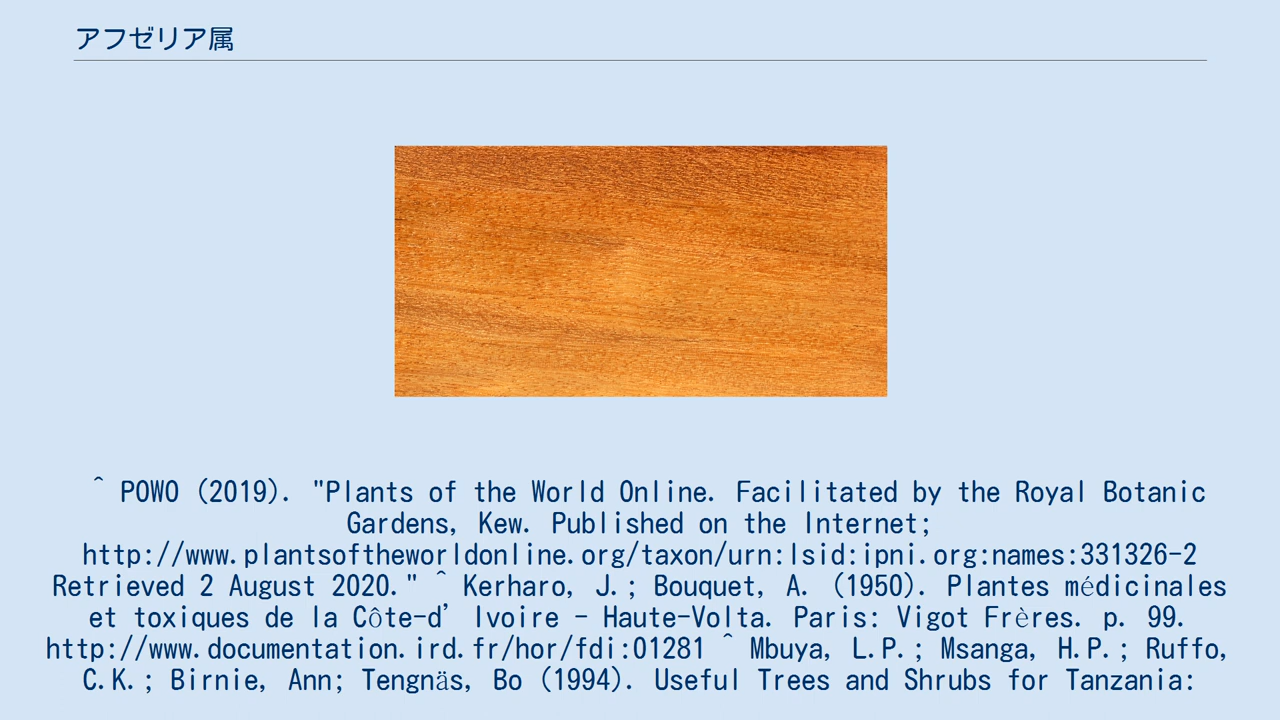 アフゼリア属
^ POWO (2019). "Plants of the World Online. Facilitated by the Royal Botanic
Gardens, Kew. Published on the Internet;
http://www.plantsoftheworldonline.org/taxon/urn:lsid:ipni.org:names:331326-2
Retrieved 2 August 2020." ^ Kerharo, J.; Bouquet, A. (1950). Plantes médicinales
et toxiques de la Côte-d’Ivoire - Haute-Volta. Paris: Vigot Frères. p. 99.
http://www.documentation.ird.fr/hor/fdi:01281 ^ Mbuya, L.P.; Msanga, H.P.; Ruffo,
C.K.; Birnie, Ann; Tengnäs, Bo (1994). Useful Trees and Shrubs for Tanzania: